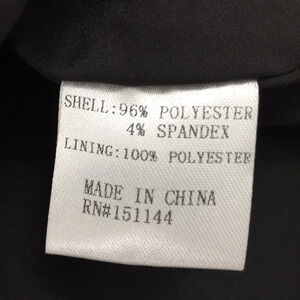 SHELL:96% POLYESTER
4% SPANDEX
LINING:100% POLYESTER
MADE IN CHINA
RN#151144